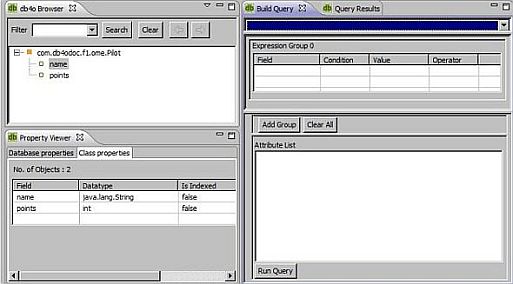 db4o Browser
Filter Search Clear
com.db4odoc.f1.ome.Pilot
name
points
Property Viewer
Database properties Class properties
No. of Objects : 2
Field Datatype Is Indexed
name java.lang.String false
points int false
Build Query Query Results
Expression Group 0
Field Condition Value Operator
Add Group Clear All
Attribute List
Run Query